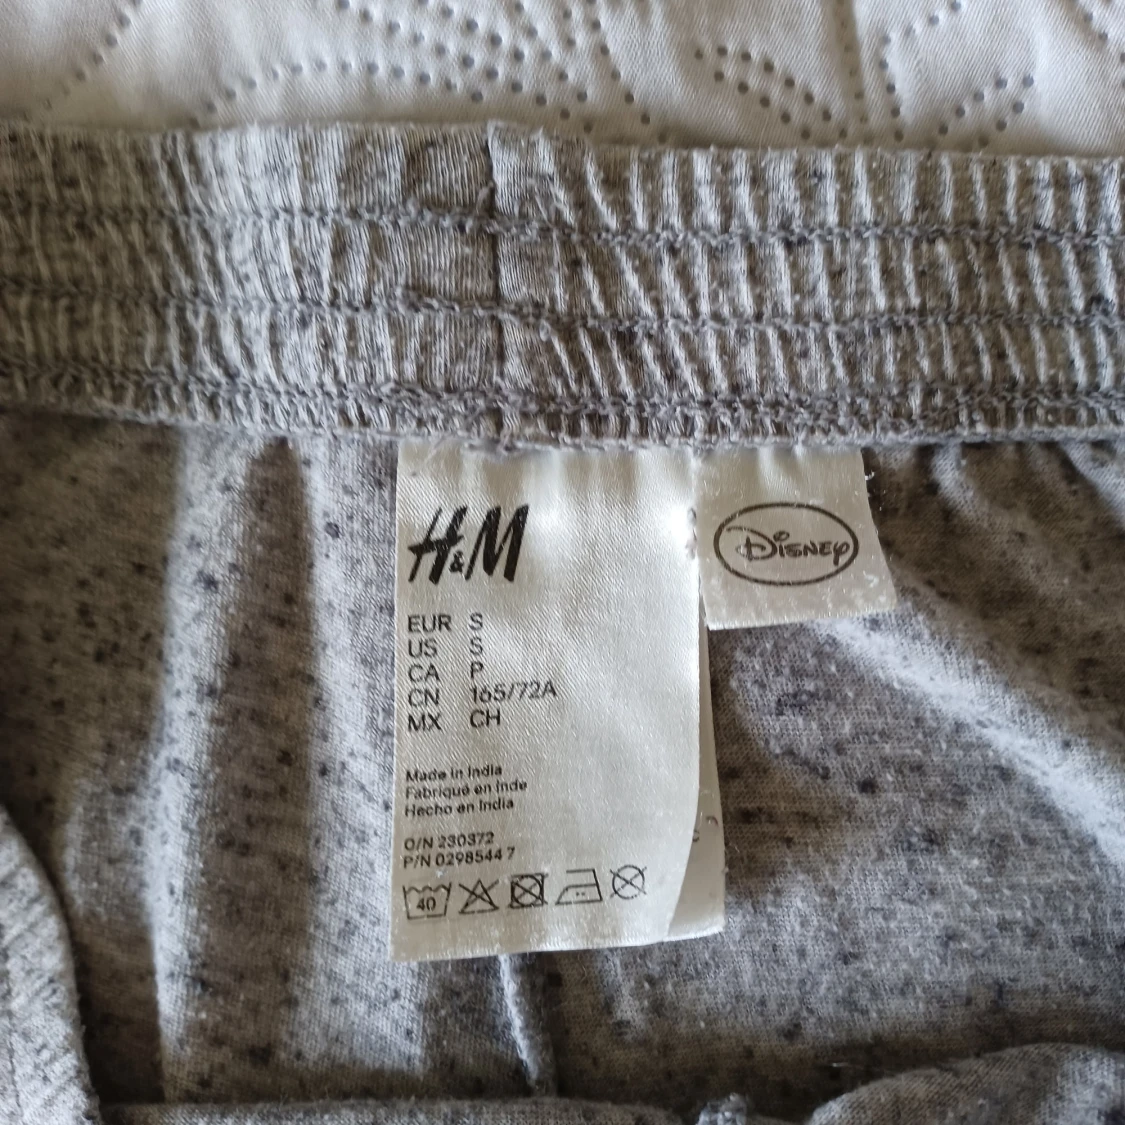 H&M
EUR S
US S
CA P
CN 165/72A
MX CH
Made in India
Fabriqué en Inde
Hecho en India
O/N 230372
P/N 0298544 7
40
Disney